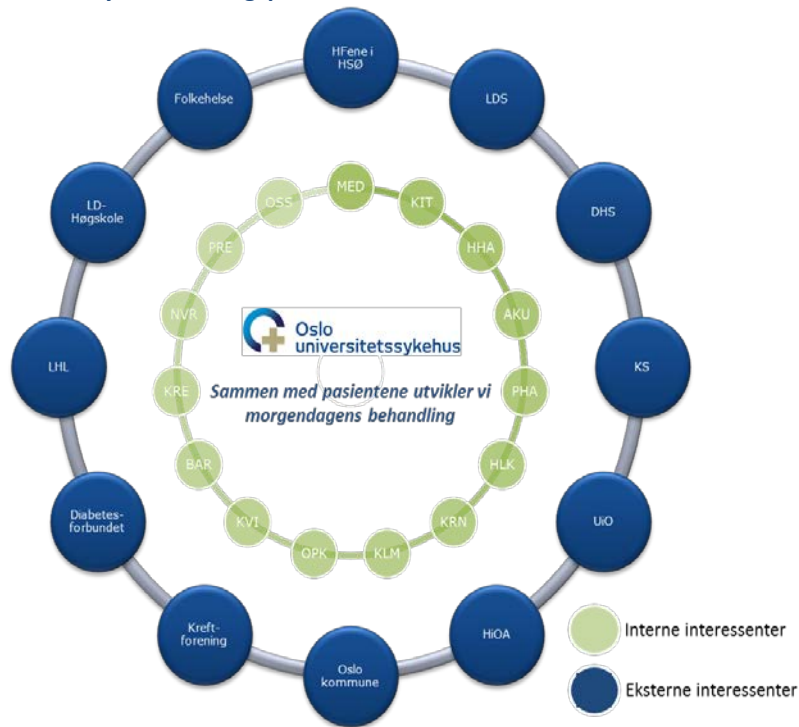 HFene i
HSØ
LDS
DHS
KS
UiO
HiOA
Oslo
kommune
Kreft-
forening
Diabetes-
forbundet
LHL
LD-
Høgskole
Folkehelse
MED
KIT
HHA
AKU
PHA
HLK
KRN
KLM
OPK
KVI
BAR
KRE
NVR
PRE
OSS
Oslo
universitetssykehus
Sammen med pasientene utvikler vi
morgendagens behandling
Interne interessenter
Eksterne interessenter